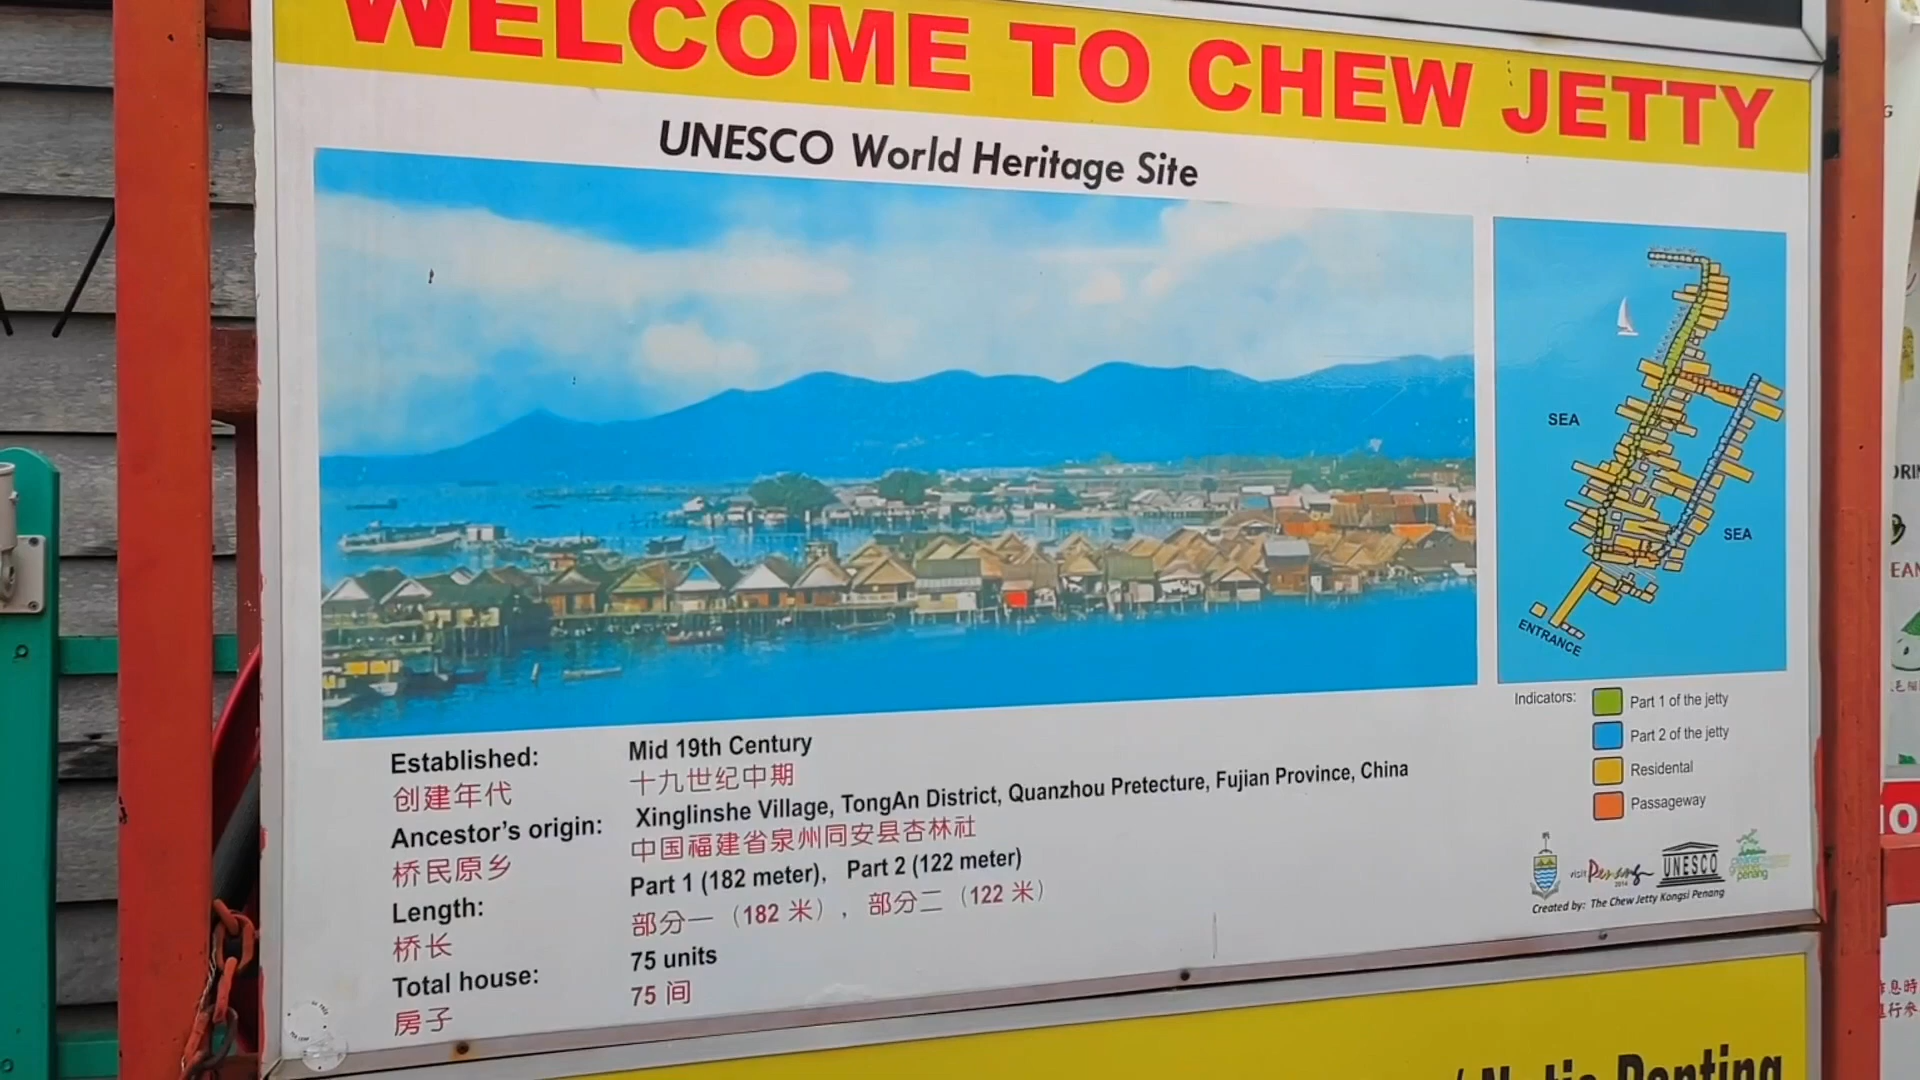 WELCOME TO CHEW JETTY
UNESCO World Heritage Site
SEA
SEA
ENTRANCE
Indicators:
Part 1 of the jetty
Part 2 of the jetty
Residental
Passageway
Established:
Mid 19th Century
创建年代
十九世纪中期
Ancestor's origin:
Xinglinshe Village, TongAn District, Quanzhou Pretecture, Fujian Province, China
桥民原乡
中国福建省泉州同安县杏林社
Length:
Part 1 (182 meter), Part 2 (122 meter)
桥长
部分一（182 米），部分二（122 米）
Total house:
75 units
房子
75 间
visit Penang
UNESCO
penang
Created by: The Chew Jetty Kongsi Penang
Penting